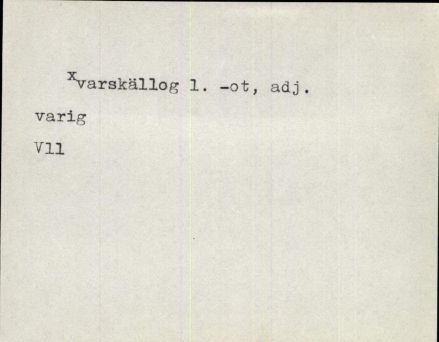 xvarskällog l. -ot, adj.
varig
Vll